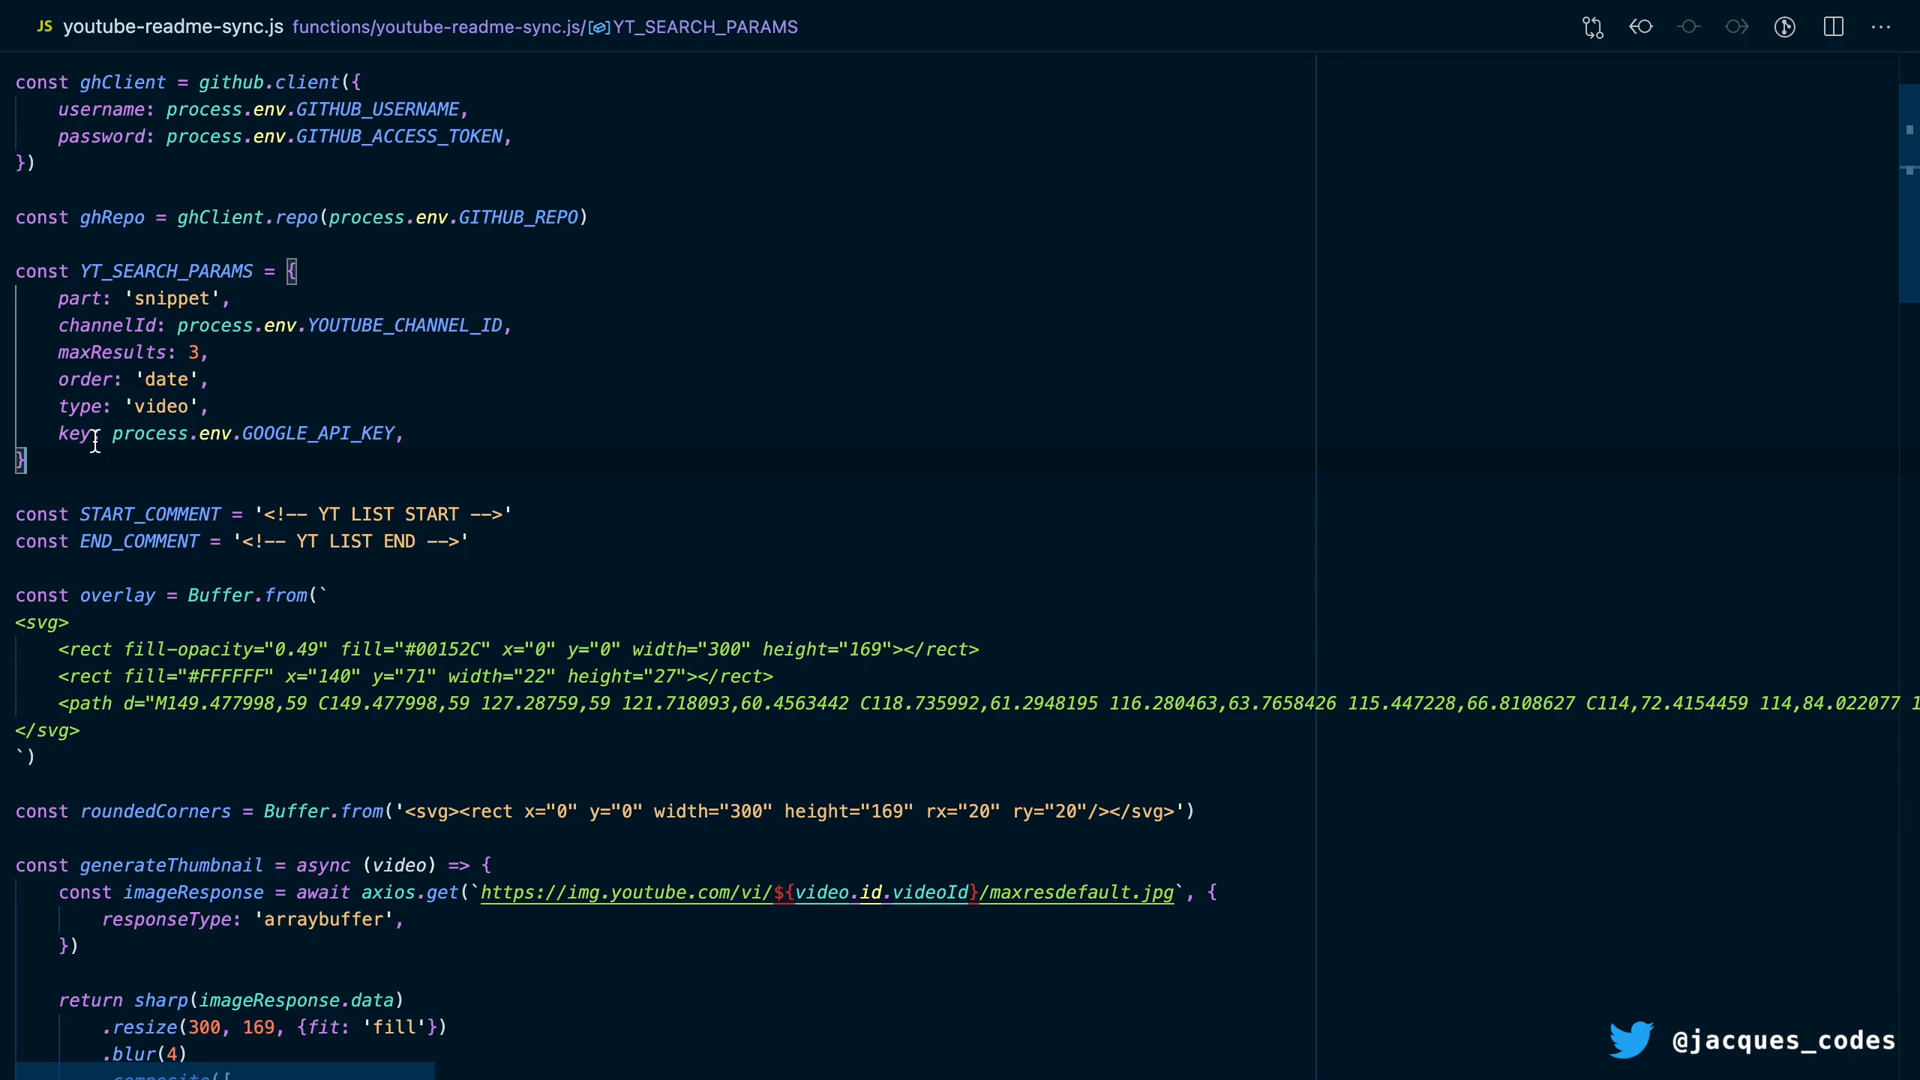 JS youtube-readme-sync.js functions/youtube-readme-sync.js/YT_SEARCH_PARAMS
const ghClient = github.client({
username: process.env.GITHUB_USERNAME,
password: process.env.GITHUB_ACCESS_TOKEN,
})
const ghRepo = ghClient.repo(process.env.GITHUB_REPO)
const YT_SEARCH_PARAMS = {
part: 'snippet',
channelId: process.env.YOUTUBE_CHANNEL_ID,
maxResults: 3,
order: 'date',
type: 'video',
key: process.env.GOOGLE_API_KEY,
}
const START_COMMENT = '<!-- YT LIST START -->'
const END_COMMENT = '<!-- YT LIST END -->'
const overlay = Buffer.from(`
<svg>
<rect fill-opacity="0.49" fill="#00152C" x="0" y="0" width="300" height="169"></rect>
<rect fill="#FFFFFF" x="140" y="71" width="22" height="27"></rect>
<path d="M149.477998,59 C149.477998,59 127.28759,59 121.718093,60.4563442 C118.735992,61.2948195 116.280463,63.7658426 115.447228,66.8108627 C114,72.4154459 114,84.022077 1
</svg>
`)
const roundedCorners = Buffer.from('<svg><rect x="0" y="0" width="300" height="169" rx="20" ry="20"/></svg>')
const generateThumbnail = async (video) => {
const imageResponse = await axios.get(`https://img.youtube.com/vi/${video.id.videoId}/maxresdefault.jpg`, {
responseType: 'arraybuffer',
})
return sharp(imageResponse.data)
.resize(300, 169, {fit: 'fill'})
.blur(4)
.composite([
@jacques_codes